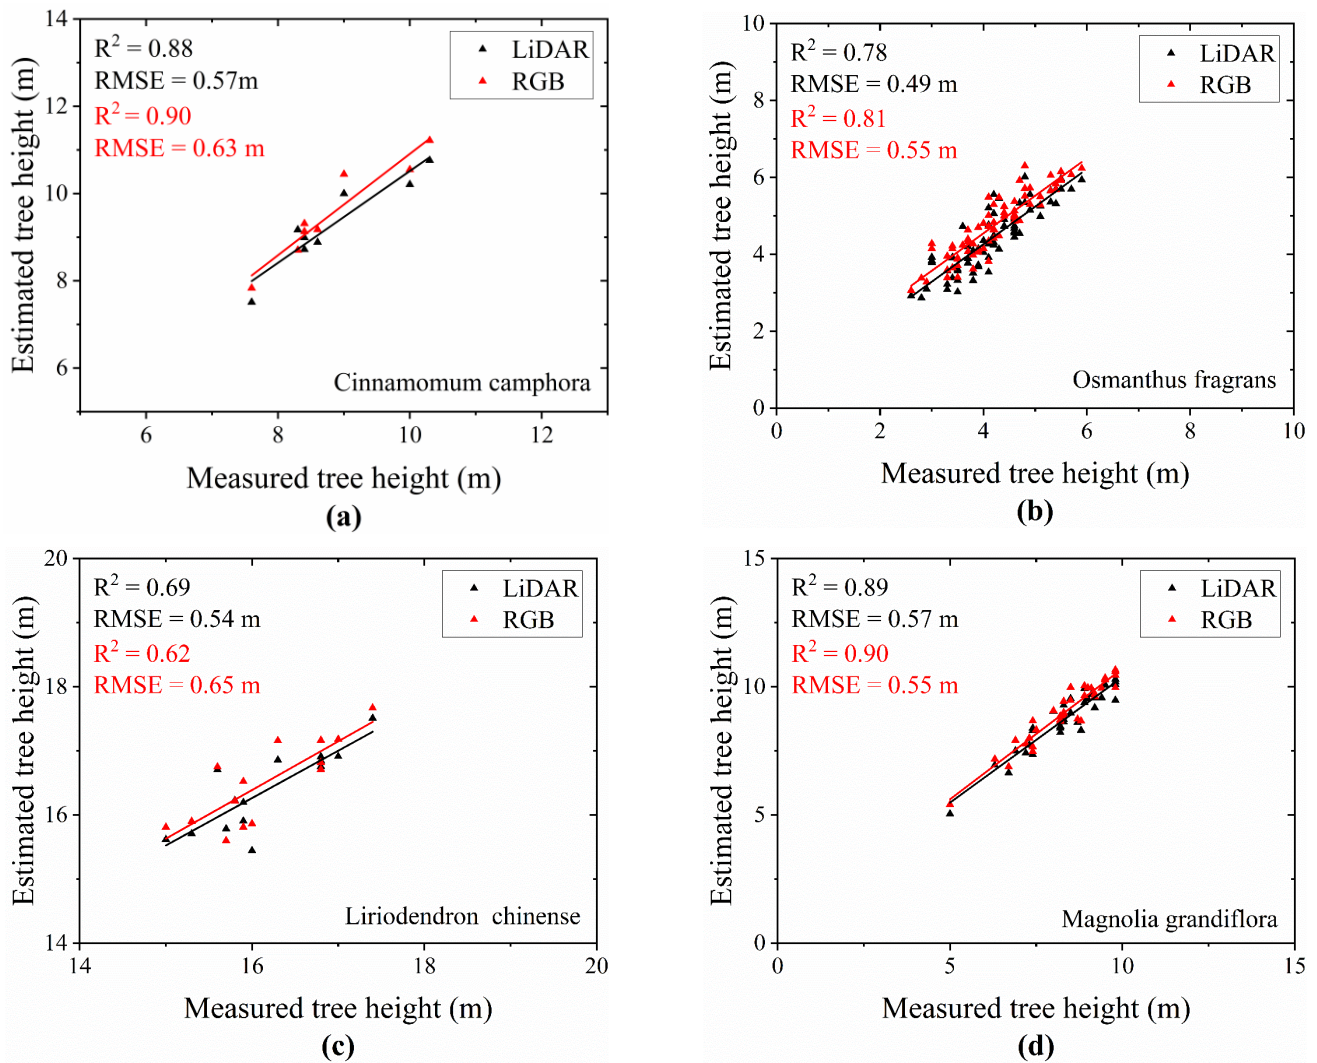 R² = 0.88
RMSE = 0.57m
R² = 0.90
RMSE = 0.63 m
LiDAR
RGB
14
12
10
8
6
Estimated tree height (m)
Cinnamomum camphora
6
8
10
12
Measured tree height (m)
(a)
R² = 0.78
RMSE = 0.49 m
R² = 0.81
RMSE = 0.55 m
LiDAR
RGB
10
8
6
4
2
0
Estimated tree height (m)
Osmanthus fragrans
0
2
4
6
8
10
Measured tree height (m)
(b)
R² = 0.69
RMSE = 0.54 m
R² = 0.62
RMSE = 0.65 m
LiDAR
RGB
20
18
16
14
Estimated tree height (m)
Liriodendron chinense
14
16
18
20
Measured tree height (m)
(c)
R² = 0.89
RMSE = 0.57 m
R² = 0.90
RMSE = 0.55 m
LiDAR
RGB
15
10
5
0
Estimated tree height (m)
Magnolia grandiflora
0
5
10
15
Measured tree height (m)
(d)